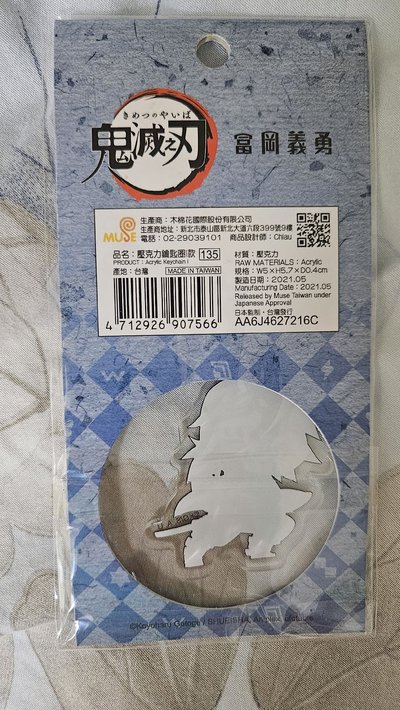 きめつのやいば
鬼滅之刃
富岡義勇
MUSE
生產商：木棉花國際股份有限公司
生產商地址：新北市泰山區新北大道六段399號9樓
電話：02-29039101 商品設計師：Chiau
品名：壓克力鑰匙圈I款 135
PRODUCT：Acrylic Keychain I
產地：台灣 MADE IN TAIWAN
4 712926 907566
材質：壓克力
RAW MATERIALS：Acrylic
規格：W5×H5.7×D0.4cm
製造日期：2021.05
Manufacturing Date：2021.05
Released by Muse Taiwan under
Japanese Approval
日本監制・台灣發行
AA6J4627216C
©Koyoharu Gotoge / SHUEISHA, Aniplex, ufotable